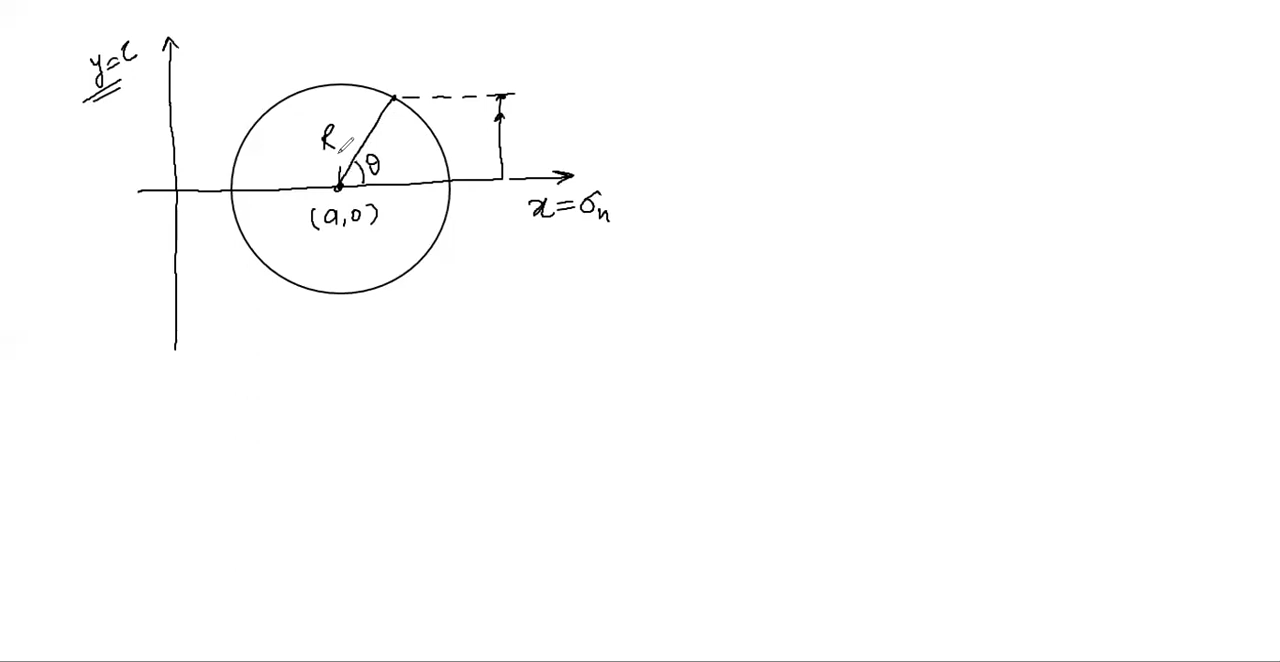 y=τ
R
θ
(a,0)
x=σn